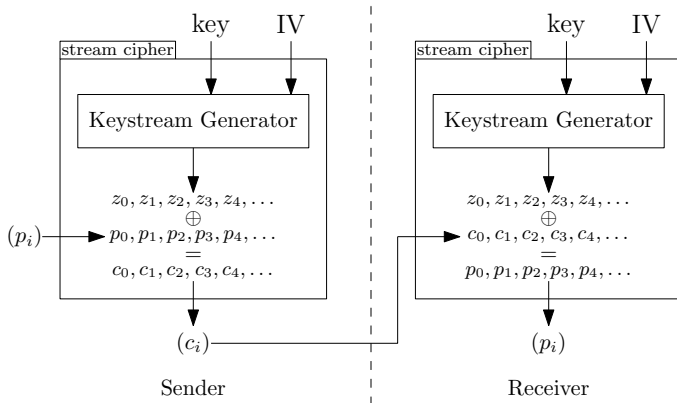 key IV
stream cipher
Keystream Generator
z₀, z₁, z₂, z₃, z₄, . . .
⊕
(pᵢ)
p₀, p₁, p₂, p₃, p₄, . . .
=
c₀, c₁, c₂, c₃, c₄, . . .
(cᵢ)
Sender
key IV
stream cipher
Keystream Generator
z₀, z₁, z₂, z₃, z₄, . . .
⊕
c₀, c₁, c₂, c₃, c₄, . . .
=
p₀, p₁, p₂, p₃, p₄, . . .
(pᵢ)
Receiver